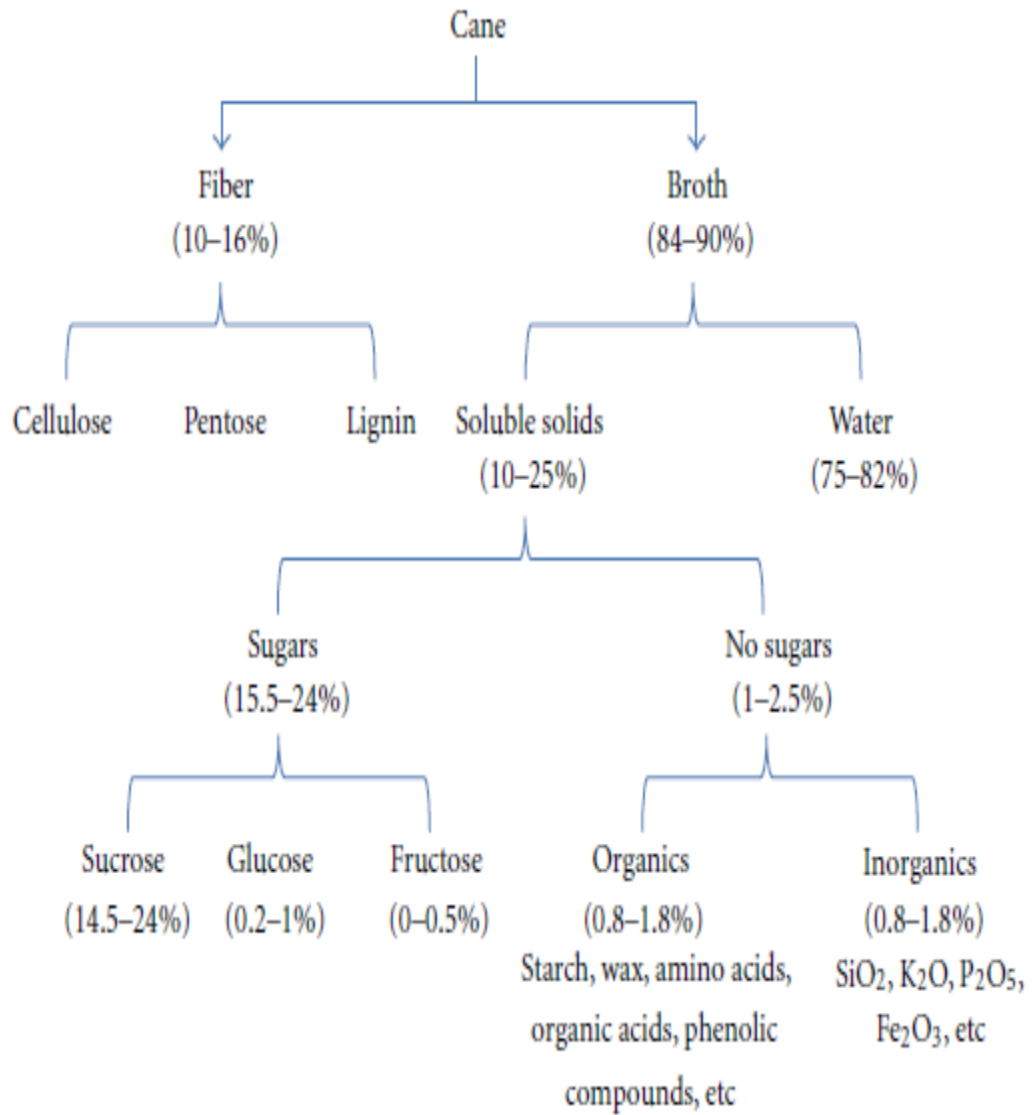 Cane
Fiber Broth
(10–16%) (84–90%)
Cellulose Pentose Lignin Soluble solids Water
(10–25%) (75–82%)
Sugars No sugars
(15.5–24%) (1–2.5%)
Sucrose Glucose Fructose Organics Inorganics
(14.5–24%) (0.2–1%) (0–0.5%) (0.8–1.8%) (0.8–1.8%)
Starch, wax, amino acids, SiO₂, K₂O, P₂O₅,
organic acids, phenolic Fe₂O₃, etc
compounds, etc